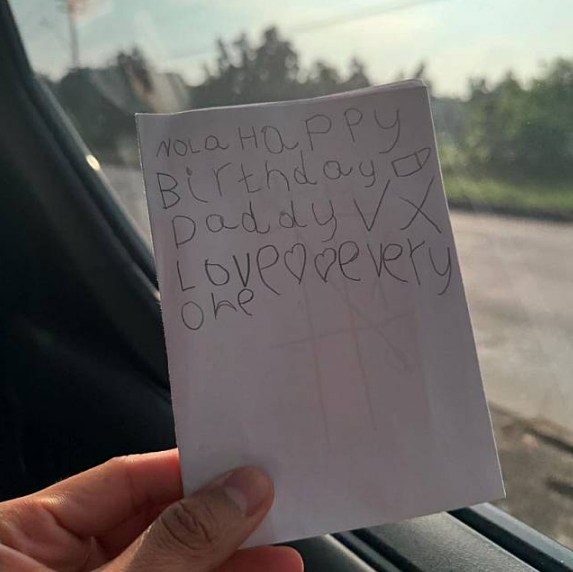 NOLa HaPPy
Birthday
Daddy VX
Love♡♡every
one